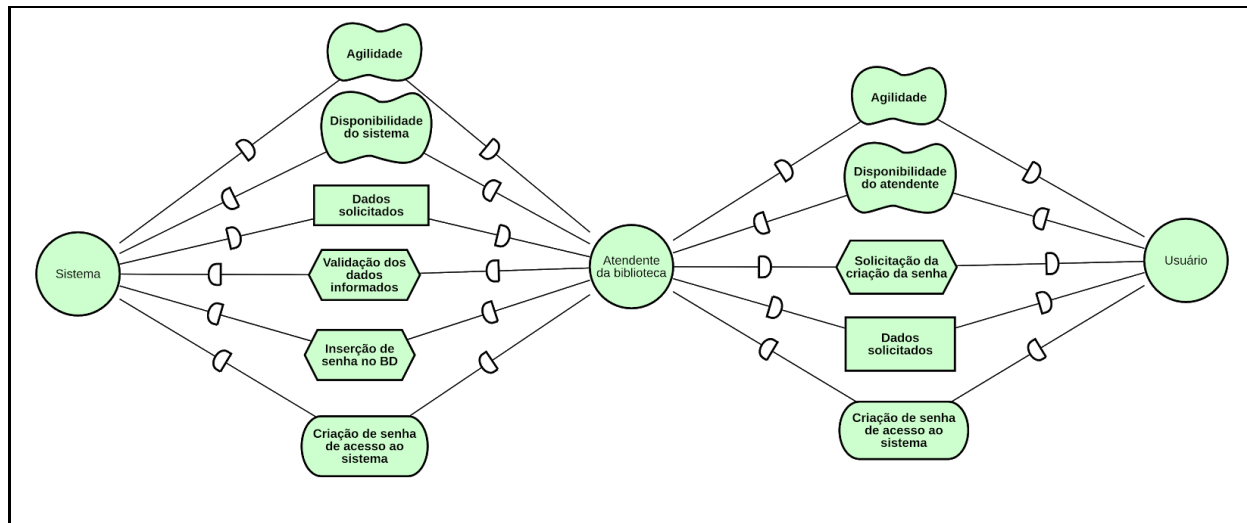 Agilidade
Disponibilidade
do sistema
Dados
solicitados
Validação dos
dados
informados
Inserção de
senha no BD
Criação de senha
de acesso ao
sistema
Sistema
Atendente
da biblioteca
Agilidade
Disponibilidade
do atendente
Solicitação da
criação da senha
Dados
solicitados
Criação de senha
de acesso ao
sistema
Usuário